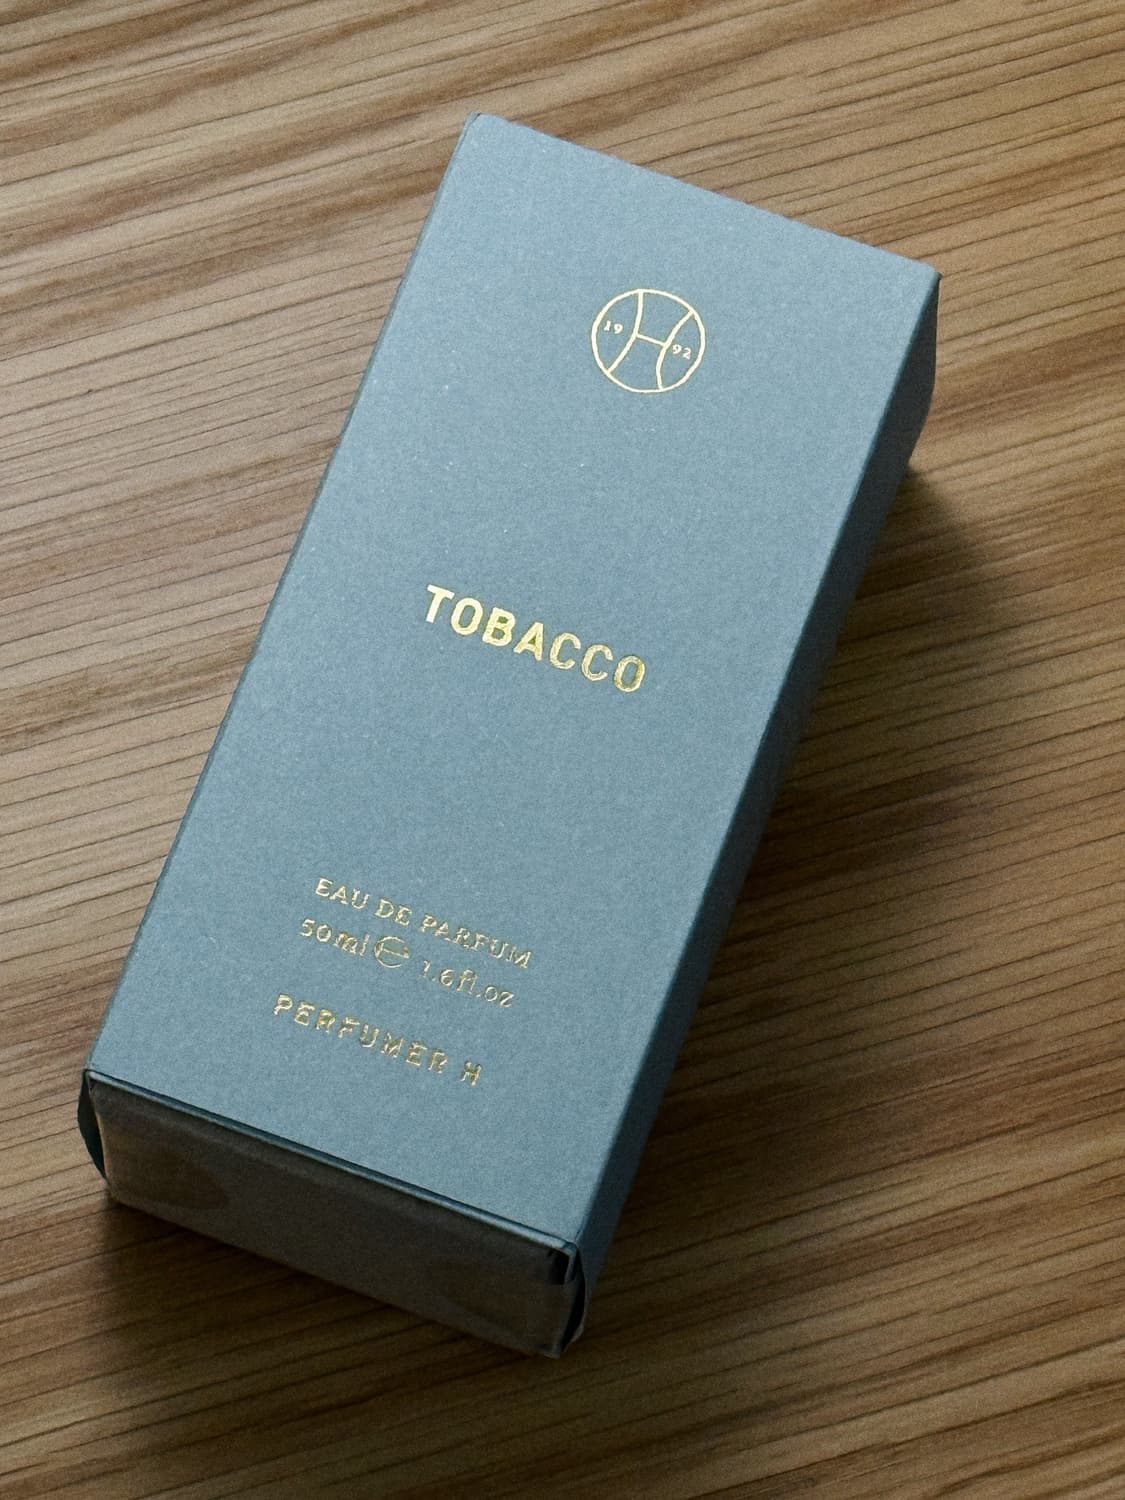 19 H 92
TOBACCO
EAU DE PARFUM
50ml ℮ 1.6fl.oz
PERFUMER H